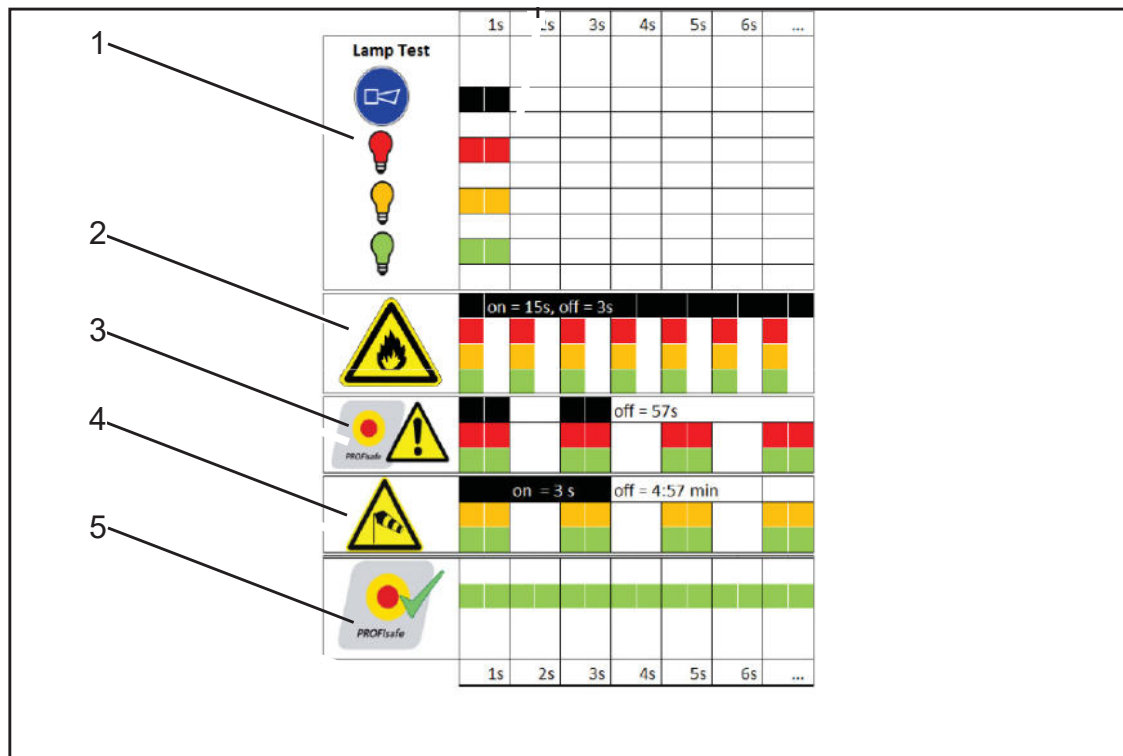 1s 2s 3s 4s 5s 6s ...
1
Lamp Test
2
on = 15s, off = 3s
3
off = 57s
PROFIsafe
4
on = 3 s off = 4:57 min
5
PROFIsafe
1s 2s 3s 4s 5s 6s ...